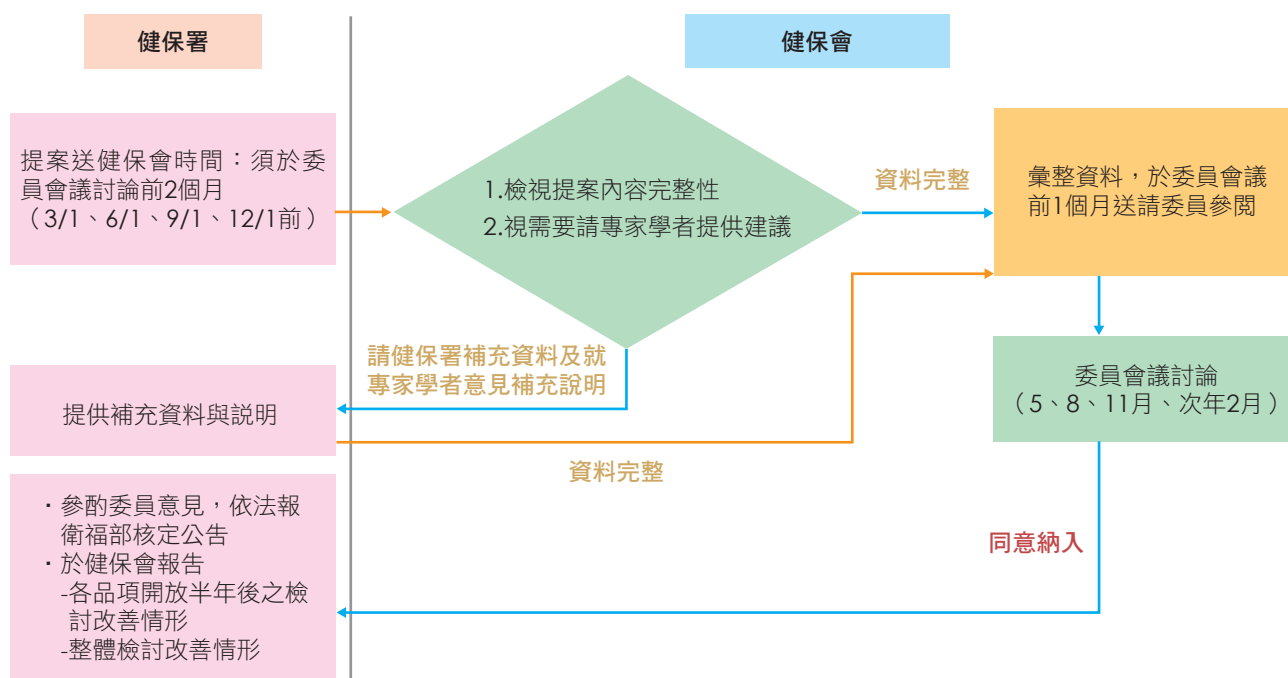 健保署
健保會
提案送健保會時間：須於委
員會議討論前2個月
（3/1、6/1、9/1、12/1前）
1.檢視提案內容完整性
2.視需要請專家學者提供建議
資料完整
彙整資料，於委員會議
前1個月送請委員參閱
請健保署補充資料及就
專家學者意見補充說明
委員會議討論
（5、8、11月、次年2月）
提供補充資料與說明
資料完整
・參酌委員意見，依法報
衛福部核定公告
・於健保會報告
-各品項開放半年後之檢
討改善情形
-整體檢討改善情形
同意納入